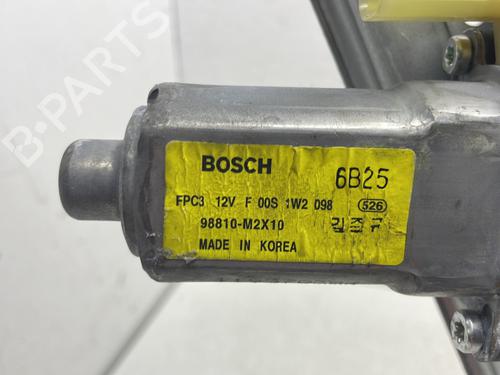 B-PARTS
BOSCH
6B25
FPC3 12V F 00S 1W2 098
526
98810-M2X10
MADE IN KOREA